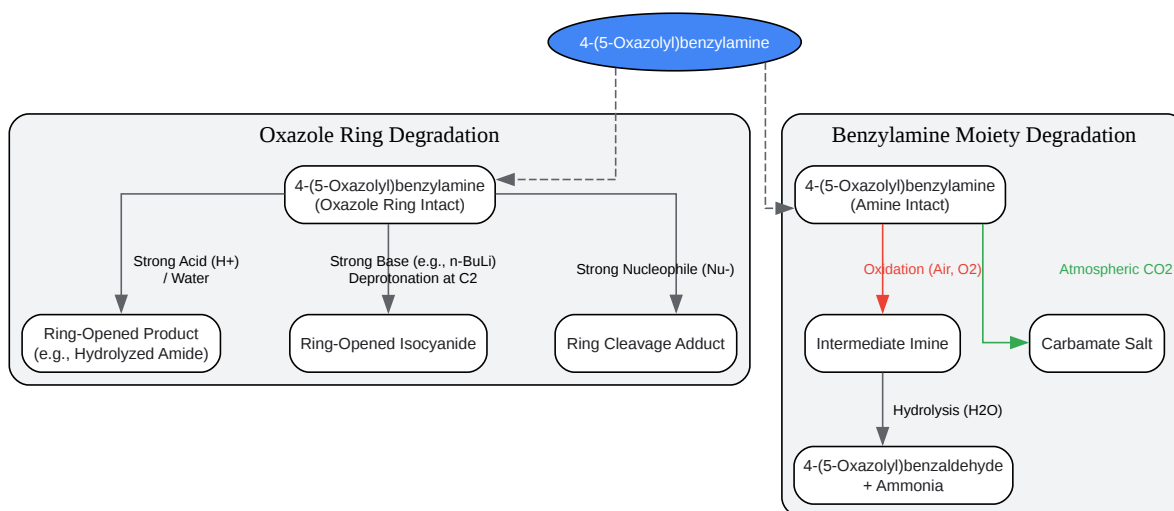 4-(5-Oxazolyl)benzylamine
Oxazole Ring Degradation
4-(5-Oxazolyl)benzylamine
(Oxazole Ring Intact)
Strong Acid (H+)
/ Water
Strong Base (e.g., n-BuLi)
Deprotonation at C2
Strong Nucleophile (Nu-)
Ring-Opened Product
(e.g., Hydrolyzed Amide)
Ring-Opened Isocyanide
Ring Cleavage Adduct
Benzylamine Moiety Degradation
4-(5-Oxazolyl)benzylamine
(Amine Intact)
Oxidation (Air, O2)
Atmospheric CO2
Intermediate Imine
Carbamate Salt
Hydrolysis (H2O)
4-(5-Oxazolyl)benzaldehyde
+ Ammonia